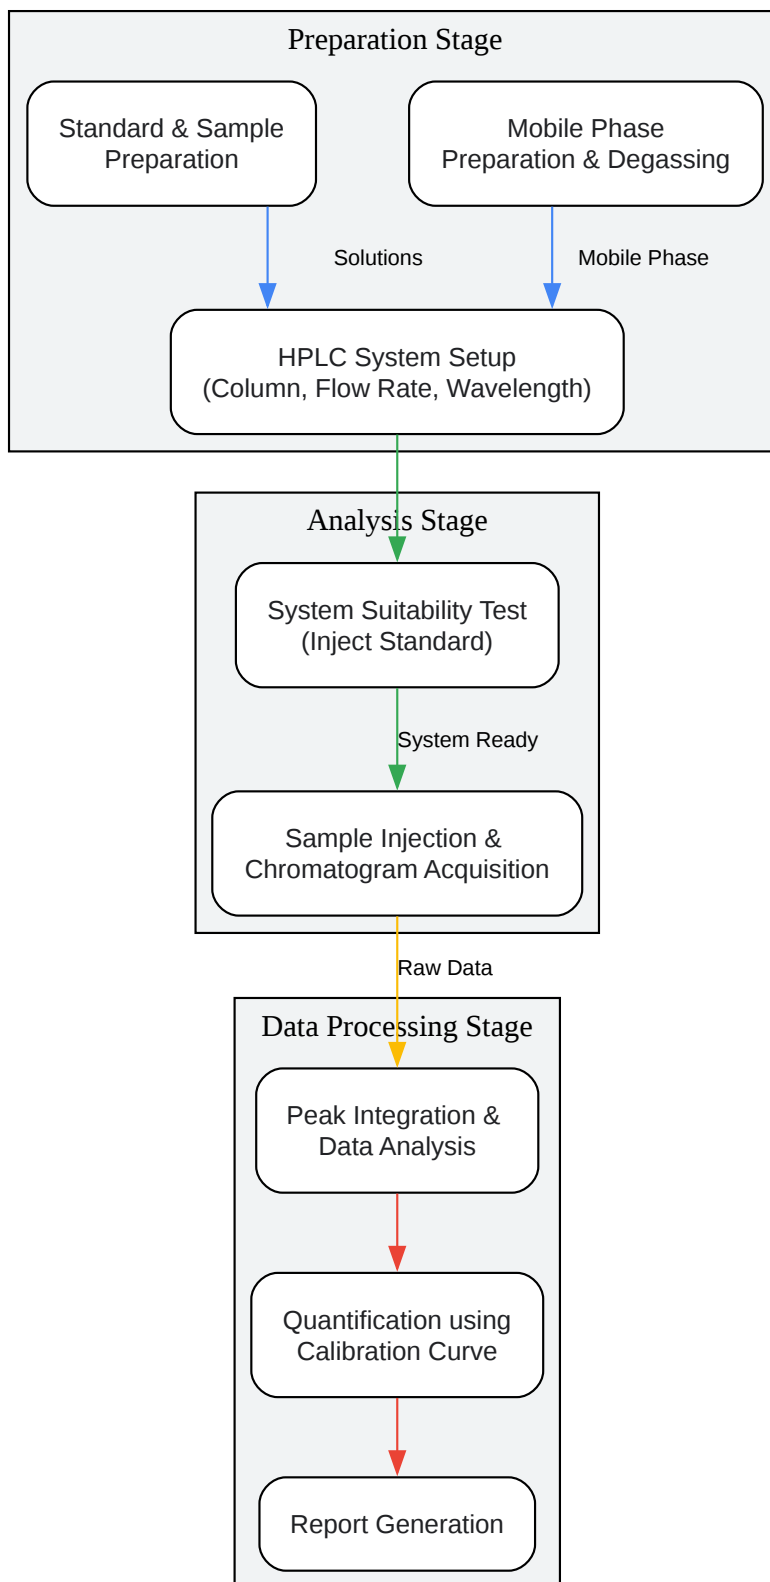 Preparation Stage
Standard & Sample
Preparation
Mobile Phase
Preparation & Degassing
Solutions
Mobile Phase
HPLC System Setup
(Column, Flow Rate, Wavelength)
Analysis Stage
System Suitability Test
(Inject Standard)
System Ready
Sample Injection &
Chromatogram Acquisition
Raw Data
Data Processing Stage
Peak Integration &
Data Analysis
Quantification using
Calibration Curve
Report Generation